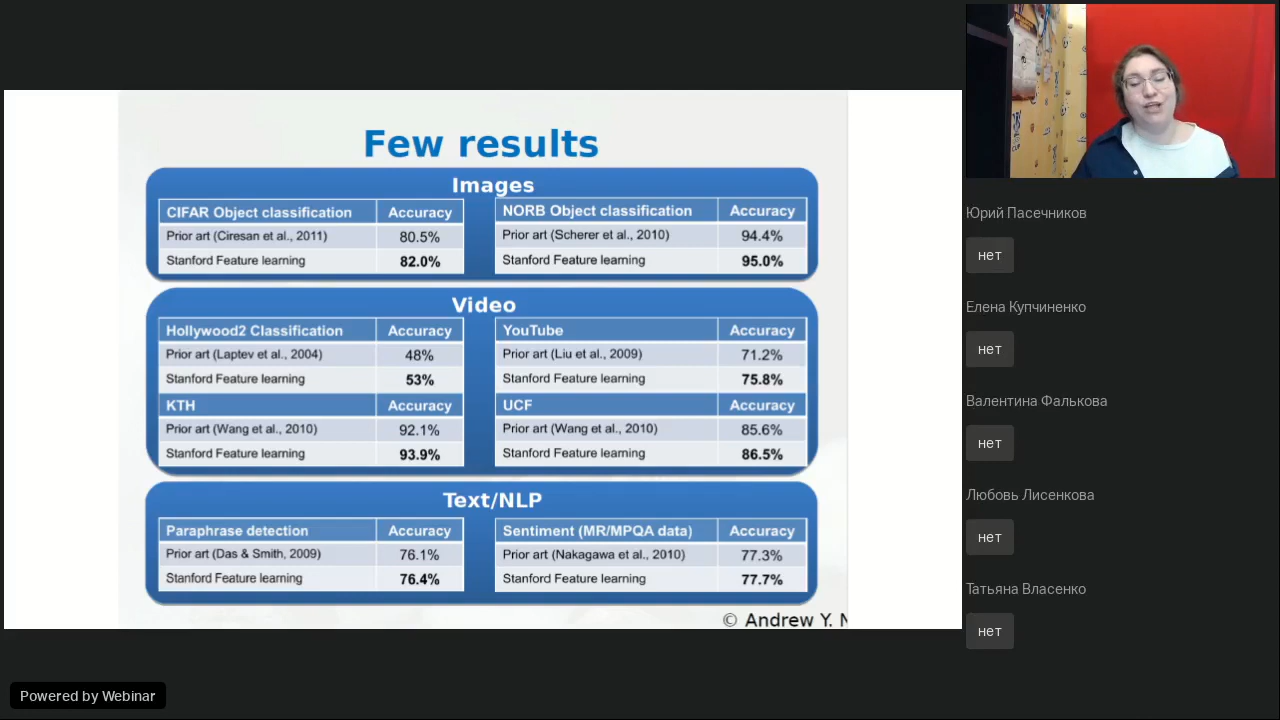 Few results
Images
CIFAR Object classification Accuracy
Prior art (Ciresan et al., 2011) 80.5%
Stanford Feature learning 82.0%
NORB Object classification Accuracy
Prior art (Scherer et al., 2010) 94.4%
Stanford Feature learning 95.0%
Video
Hollywood2 Classification Accuracy
Prior art (Laptev et al., 2004) 48%
Stanford Feature learning 53%
KTH Accuracy
Prior art (Wang et al., 2010) 92.1%
Stanford Feature learning 93.9%
YouTube Accuracy
Prior art (Liu et al., 2009) 71.2%
Stanford Feature learning 75.8%
UCF Accuracy
Prior art (Wang et al., 2010) 85.6%
Stanford Feature learning 86.5%
Text/NLP
Paraphrase detection Accuracy
Prior art (Das & Smith, 2009) 76.1%
Stanford Feature learning 76.4%
Sentiment (MR/MPQA data) Accuracy
Prior art (Nakagawa et al., 2010) 77.3%
Stanford Feature learning 77.7%
© Andrew Y.
Юрий Пасечников
нет
Елена Купчиненко
нет
Валентина Фалькова
нет
Любовь Лисенкова
нет
Татьяна Власенко
нет
Powered by Webinar